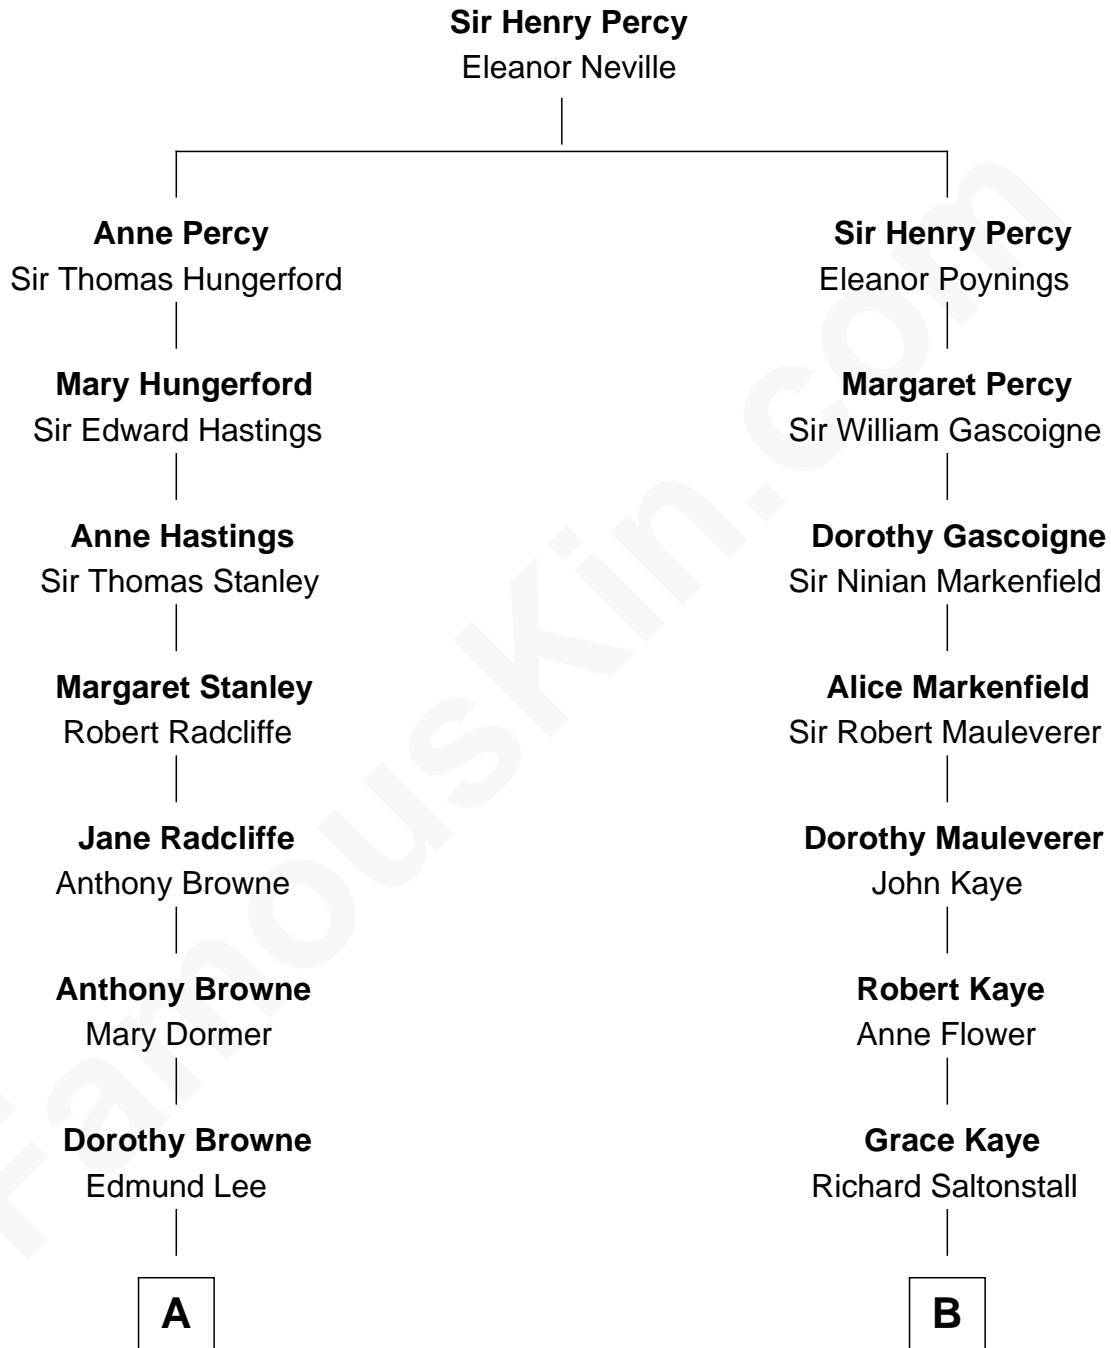 Sir Henry Percy
Eleanor Neville
Anne Percy
Sir Thomas Hungerford
Sir Henry Percy
Eleanor Poynings
Mary Hungerford
Sir Edward Hastings
Margaret Percy
Sir William Gascoigne
Anne Hastings
Sir Thomas Stanley
Dorothy Gascoigne
Sir Ninian Markenfield
Margaret Stanley
Robert Radcliffe
Alice Markenfield
Sir Robert Mauleverer
Jane Radcliffe
Anthony Browne
Dorothy Mauleverer
John Kaye
Anthony Browne
Mary Dormer
Robert Kaye
Anne Flower
Dorothy Browne
Edmund Lee
Grace Kaye
Richard Saltonstall
A
B
FamousKin.com